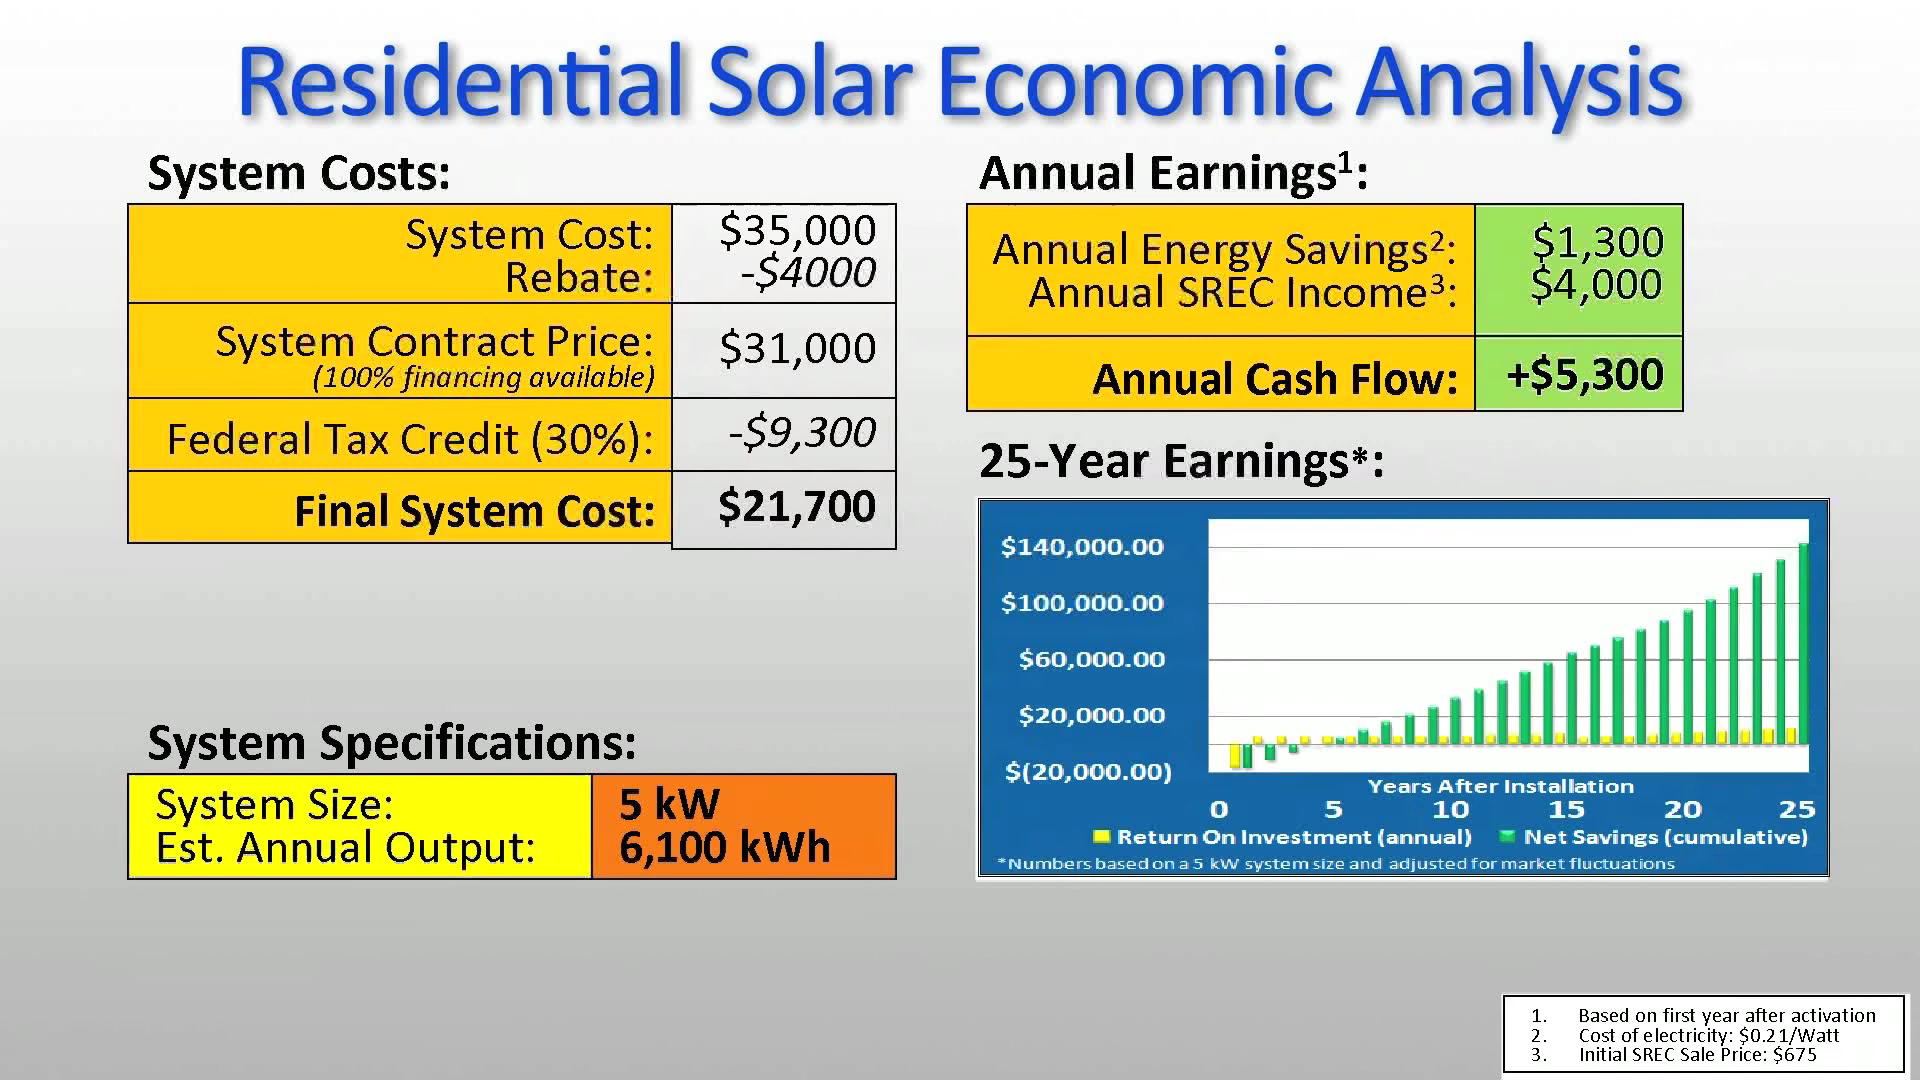 Residential Solar Economic Analysis
System Costs:
System Cost: $35,000
Rebate: -$4000
System Contract Price: $31,000
(100% financing available)
Federal Tax Credit (30%): -$9,300
Final System Cost: $21,700
System Specifications:
System Size: 5 kW
Est. Annual Output: 6,100 kWh
Annual Earnings¹:
Annual Energy Savings²: $1,300
Annual SREC Income³: $4,000
Annual Cash Flow: +$5,300
25-Year Earnings*:
$140,000.00
$100,000.00
$60,000.00
$20,000.00
$(20,000.00)
Years After Installation
0 5 10 15 20 25
Return On Investment (annual) Net Savings (cumulative)
*Numbers based on a 5 kW system size and adjusted for market fluctuations
1. Based on first year after activation
2. Cost of electricity: $0.21/Watt
3. Initial SREC Sale Price: $675